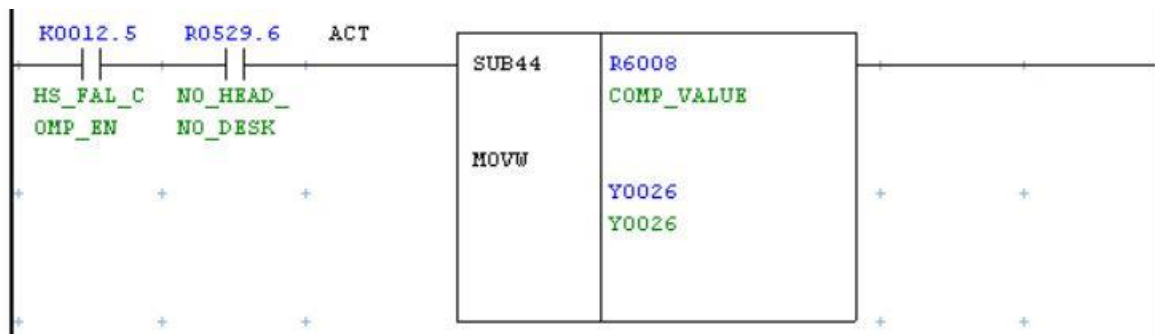 K0012.5 R0529.6 ACT
SUB44 R6008
HS_FAL_C NO_HEAD_ COMP_VALUE
OMP_EN NO_DESK
MOVW
Y0026
Y0026